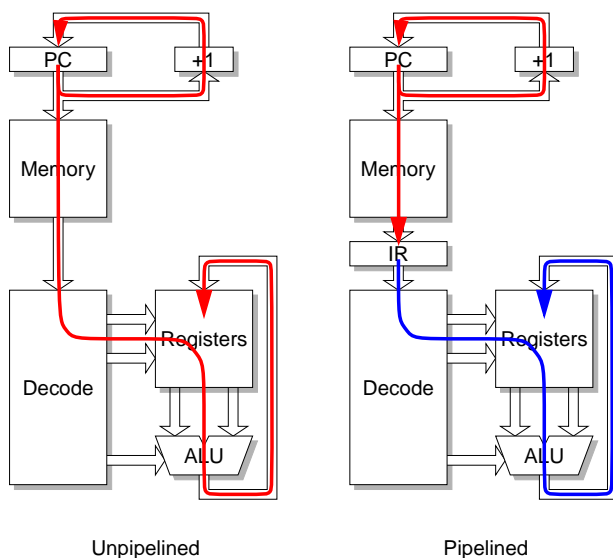 PC
+1
Memory
Decode
Registers
ALU
Unpipelined
PC
+1
Memory
IR
Decode
Registers
ALU
Pipelined